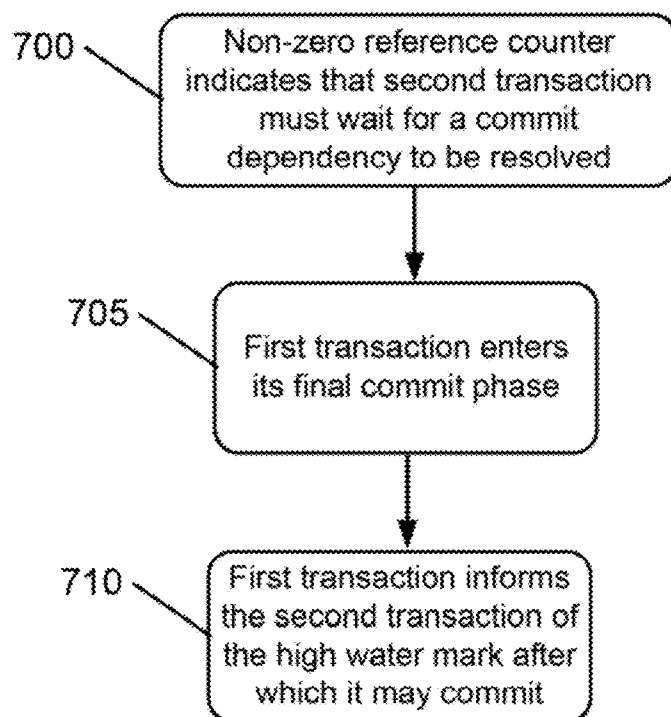 700
Non-zero reference counter
indicates that second transaction
must wait for a commit
dependency to be resolved
705
First transaction enters
its final commit phase
710
First transaction informs
the second transaction of
the high water mark after
which it may commit